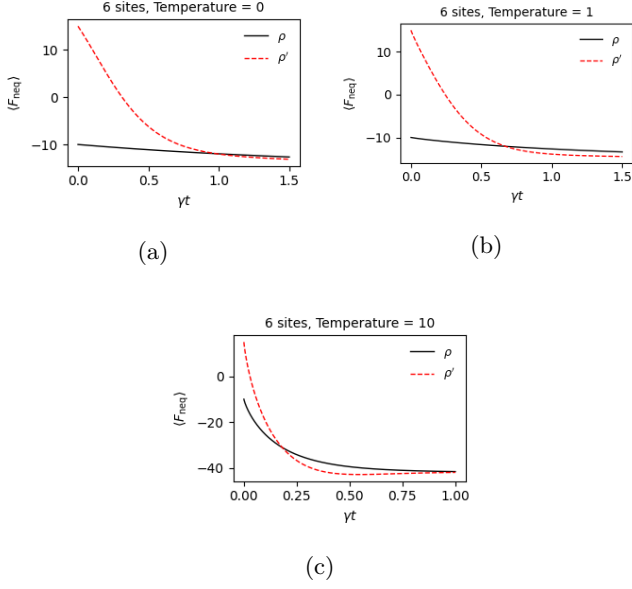 6 sites, Temperature = 0
⟨F_neq⟩
10
0
−10
ρ
ρ′
0.0 0.5 1.0 1.5
γt
(a)
6 sites, Temperature = 1
⟨F_neq⟩
10
0
−10
ρ
ρ′
0.0 0.5 1.0 1.5
γt
(b)
6 sites, Temperature = 10
⟨F_neq⟩
0
−20
−40
ρ
ρ′
0.00 0.25 0.50 0.75 1.00
γt
(c)